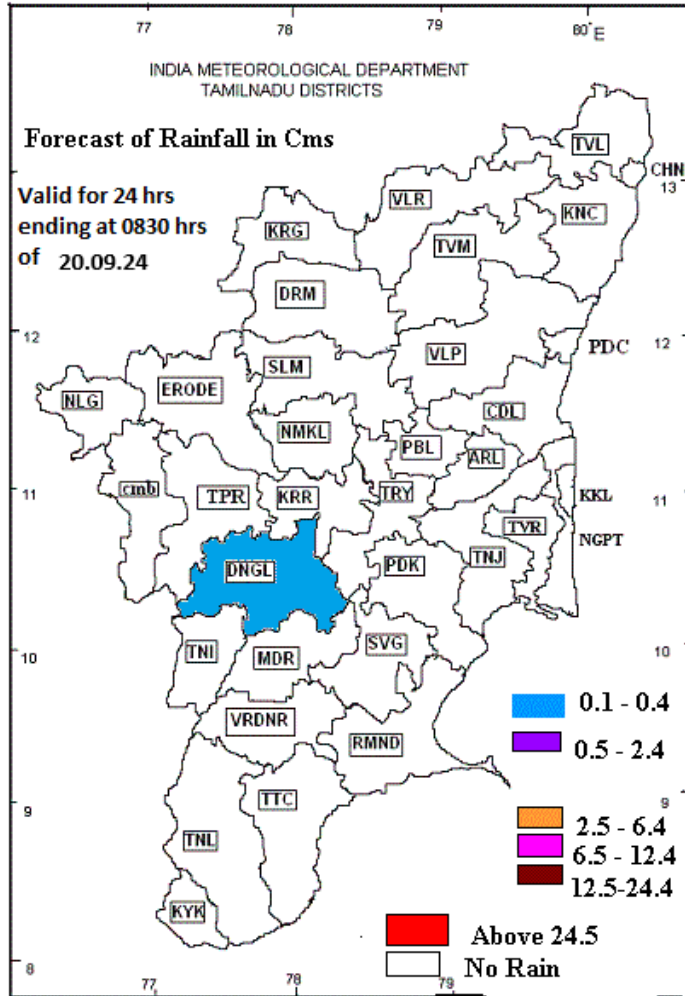 77 78 79 80 E
INDIA METEOROLOGICAL DEPARTMENT
TAMILNADU DISTRICTS
Forecast of Rainfall in Cms
TVL
CHN
13
Valid for 24 hrs
ending at 0830 hrs
of 20.09.24
VLR
KNC
KRG
TVM
DRM
12
12
PDC
VLP
SLM
ERODE
NLG
CDL
NMKL
PBL
ARL
11
cmb
TPR
KRR
TRY
KKL
11
TVR
NGPT
DNGL
PDK
TNJ
10
TNI
MDR
SVG
10
0.1 - 0.4
VRDNR
RMND
0.5 - 2.4
9
TTC
9
2.5 - 6.4
TNL
6.5 - 12.4
12.5-24.4
KYK
Above 24.5
8
No Rain
77 78 79